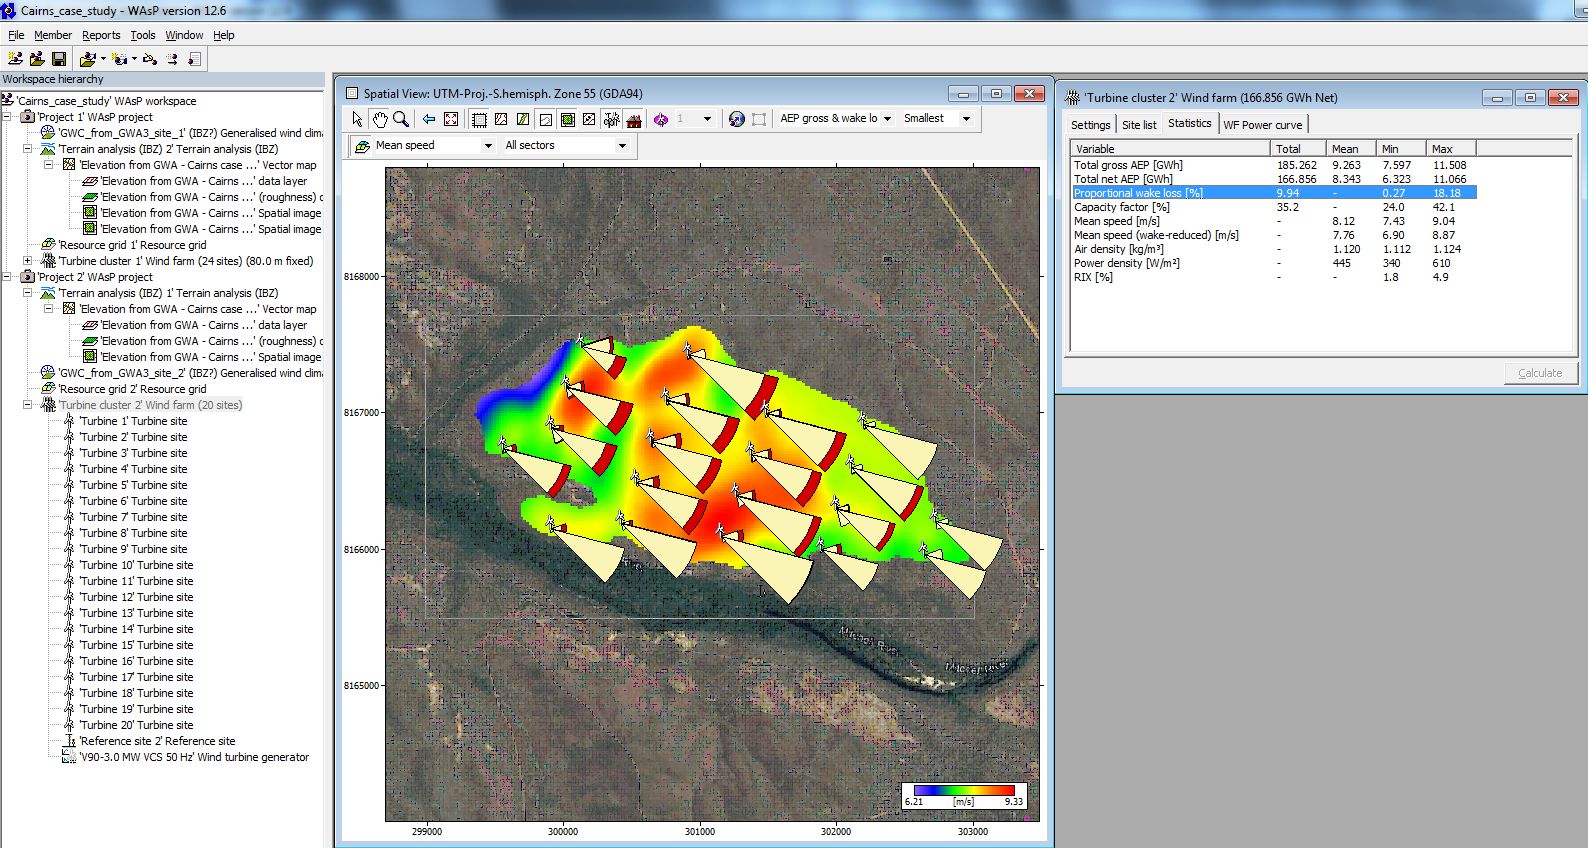 Cairns_case_study - WAsP version 12.6
File Member Reports Tools Window Help
Workspace hierarchy
'Cairns_case_study' WAsP workspace
'Project 1' WAsP project
'GWC_from_GWA3_site_1' (IBZ?) Generalised wind clima
'Terrain analysis (IBZ) 2' Terrain analysis (IBZ)
'Elevation from GWA - Cairns case ...' Vector map
'Elevation from GWA - Cairns ...' data layer
'Elevation from GWA - Cairns ...' (roughness) c
'Elevation from GWA - Cairns ...' Spatial image
'Elevation from GWA - Cairns ...' Spatial image
'Resource grid 1' Resource grid
'Turbine cluster 1' Wind farm (24 sites) (80.0 m fixed)
'Project 2' WAsP project
'Terrain analysis (IBZ) 1' Terrain analysis (IBZ)
'Elevation from GWA - Cairns case ...' Vector map
'Elevation from GWA - Cairns ...' data layer
'Elevation from GWA - Cairns ...' (roughness) c
'Elevation from GWA - Cairns ...' Spatial image
'GWC_from_GWA3_site_2' (IBZ?) Generalised wind clima
'Resource grid 2' Resource grid
'Turbine cluster 2' Wind farm (20 sites)
'Turbine 1' Turbine site
'Turbine 2' Turbine site
'Turbine 3' Turbine site
'Turbine 4' Turbine site
'Turbine 5' Turbine site
'Turbine 6' Turbine site
'Turbine 7' Turbine site
'Turbine 8' Turbine site
'Turbine 9' Turbine site
'Turbine 10' Turbine site
'Turbine 11' Turbine site
'Turbine 12' Turbine site
'Turbine 13' Turbine site
'Turbine 14' Turbine site
'Turbine 15' Turbine site
'Turbine 16' Turbine site
'Turbine 17' Turbine site
'Turbine 18' Turbine site
'Turbine 19' Turbine site
'Turbine 20' Turbine site
'Reference site 2' Reference site
'V90-3.0 MW VCS 50 Hz' Wind turbine generator
Spatial View: UTM-Proj.-S.hemisph. Zone 55 (GDA94)
1 AEP gross & wake lo Smallest
Mean speed All sectors
8168000
8167000
8166000
8165000
Mitchell River
6.21 [m/s] 9.33
299000 300000 301000 302000 303000
'Turbine cluster 2' Wind farm (166.856 GWh Net)
Settings Site list Statistics WF Power curve
Variable Total Mean Min Max
Total gross AEP [GWh] 185.262 9.263 7.597 11.508
Total net AEP [GWh] 166.856 8.343 6.323 11.066
Proportional wake loss [%] 9.94 - 0.27 18.18
Capacity factor [%] 35.2 - 24.0 42.1
Mean speed [m/s] - 8.12 7.43 9.04
Mean speed (wake-reduced) [m/s] - 7.76 6.90 8.87
Air density [kg/m³] - 1.120 1.112 1.124
Power density [W/m²] - 445 340 610
RIX [%] - - 1.8 4.9
Calculate